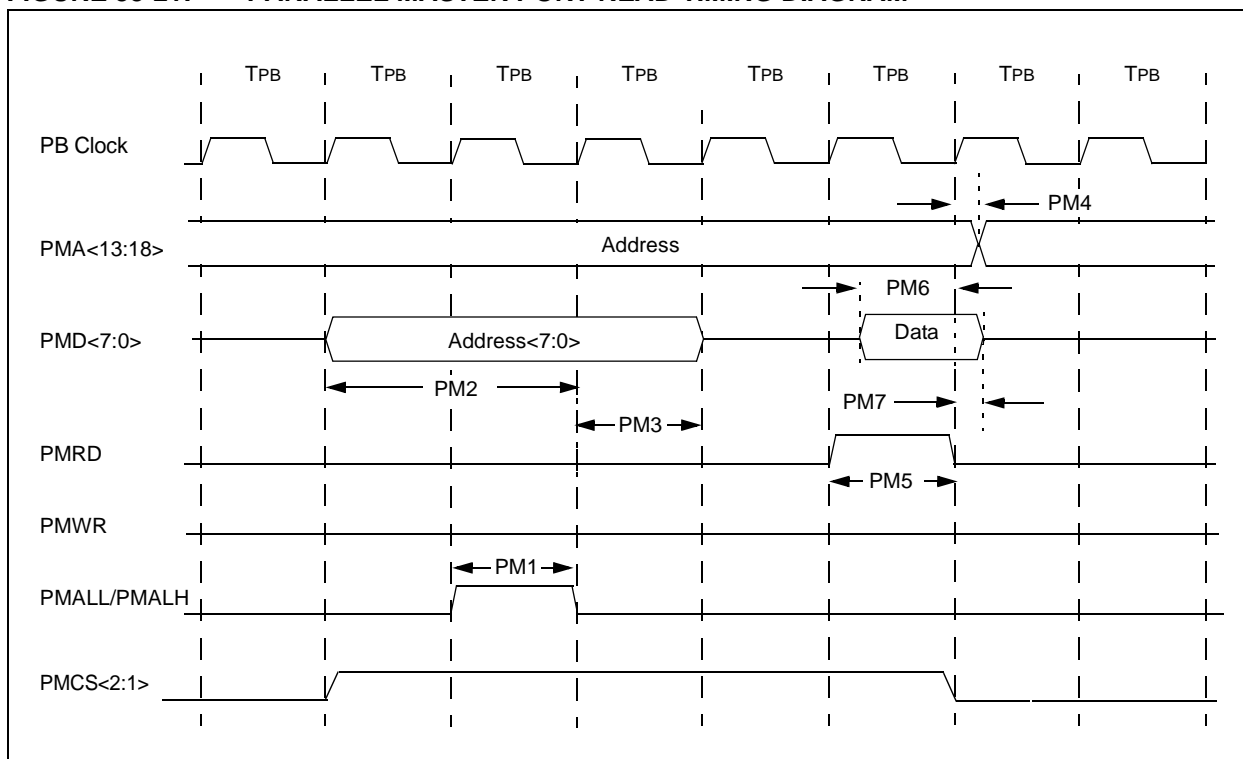 TPB TPB TPB TPB TPB TPB TPB TPB
PB Clock
PM4
PMA<13:18>
Address
PM6
PMD<7:0>
Address<7:0>
Data
PM2
PM7
PM3
PMRD
PM5
PMWR
PM1
PMALL/PMALH
PMCS<2:1>